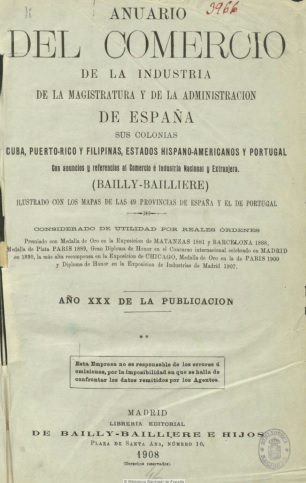 3966
ANUARIO
DEL COMERCIO
DE LA INDUSTRIA
DE LA MAGISTRATURA Y DE LA ADMINISTRACION
DE ESPAÑA
SUS COLONIAS
CUBA, PUERTO-RICO Y FILIPINAS, ESTADOS HISPANO-AMERICANOS Y PORTUGAL
Con anuncios y referencias al Comercio é Industria Nacional y Extranjera.
(BAILLY-BAILLIERE)
ILUSTRADO CON LOS MAPAS DE LAS 49 PROVINCIAS DE ESPAÑA Y EL DE PORTUGAL
CONSIDERADO DE UTILIDAD POR REALES ÓRDENES
Premiado con Medalla de Oro en la Exposicion de MATANZAS 1881 y BARCELONA 1888,
Medalla de Plata PARIS 1889, Gran Diploma de Honor en el Concurso internacional celebrado en MADRID
en 1890, la más alta recompensa en la Exposición de CHICAGO, Medalla de Oro en la de PARIS 1900
y Diploma de Honor en la Exposición de Industrias de Madrid 1907.
AÑO XXX DE LA PUBLICACION
**
Esta Empresa no es responsable de los errores ú
omisiones, por la imposibilidad en que se halla de
confrontar los datos remitidos por los Agentes.
MADRID
LIBRERÍA EDITORIAL
DE BAILLY-BAILLIERE É HIJOS
PLAZA DE SANTA ANA, NÚMERO 10.
1908
(Derechos reservados)
© Biblioteca Nacional de España